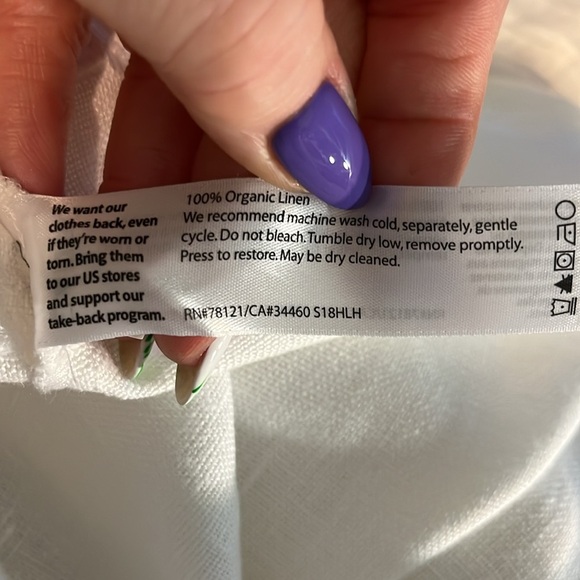 We want our
clothes back, even
if they're worn or
torn. Bring them
to our US stores
and support our
take-back program.
100% Organic Linen
We recommend machine wash cold, separately, gentle
cycle. Do not bleach. Tumble dry low, remove promptly.
Press to restore. May be dry cleaned.
RN#78121/CA#34460 S18HLH